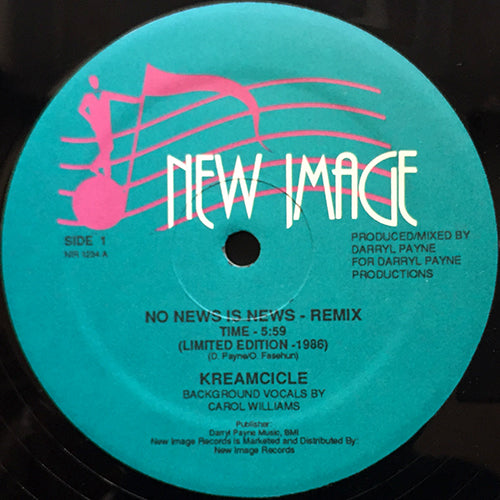 NEW IMAGE
SIDE 1
NIR 1234 A
PRODUCED/MIXED BY
DARRYL PAYNE
FOR DARRYL PAYNE
PRODUCTIONS
NO NEWS IS NEWS - REMIX
TIME - 5:59
(LIMITED EDITION -1986)
(D. Payne/O. Fasehun)
KREAMCICLE
BACKGROUND VOCALS BY
CAROL WILLIAMS
Publisher:
Darryl Payne Music, BMI
New Image Records is Marketed and Distributed By:
New Image Records